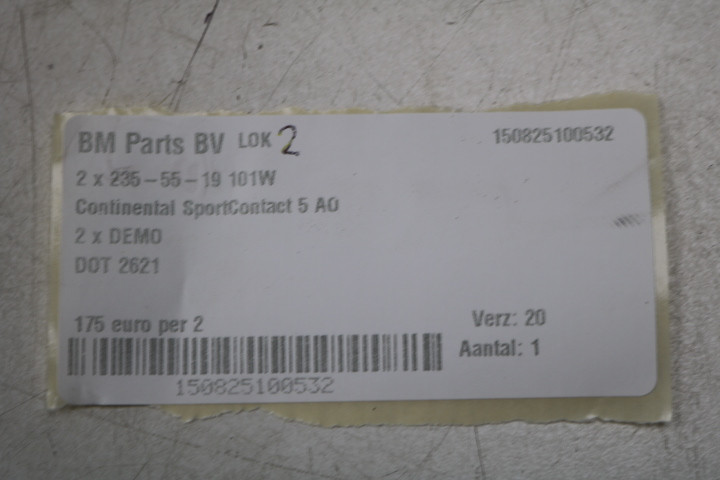 BM Parts BV LOK 2 150825100532
2 x 235-55-19 101W
Continental SportContact 5 AO
2 x DEMO
DOT 2621
175 euro per 2 Verz: 20
Aantal: 1
150825100532